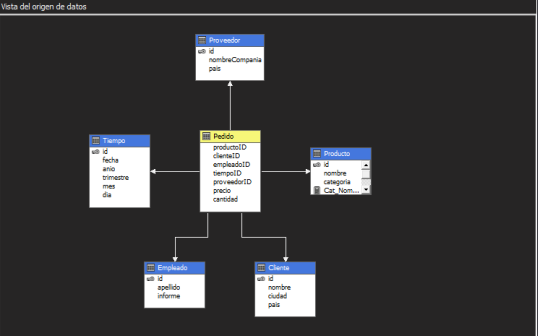 Vista del origen de datos
Proveedor
id
nombreCompania
pais
Tiempo
id
fecha
anio
trimestre
mes
dia
Pedido
productoID
clienteID
empleadoID
tiempoID
proveedorID
precio
cantidad
Producto
id
nombre
categoria
Cat_Nom...
Empleado
id
apellido
informe
Cliente
id
nombre
ciudad
pais